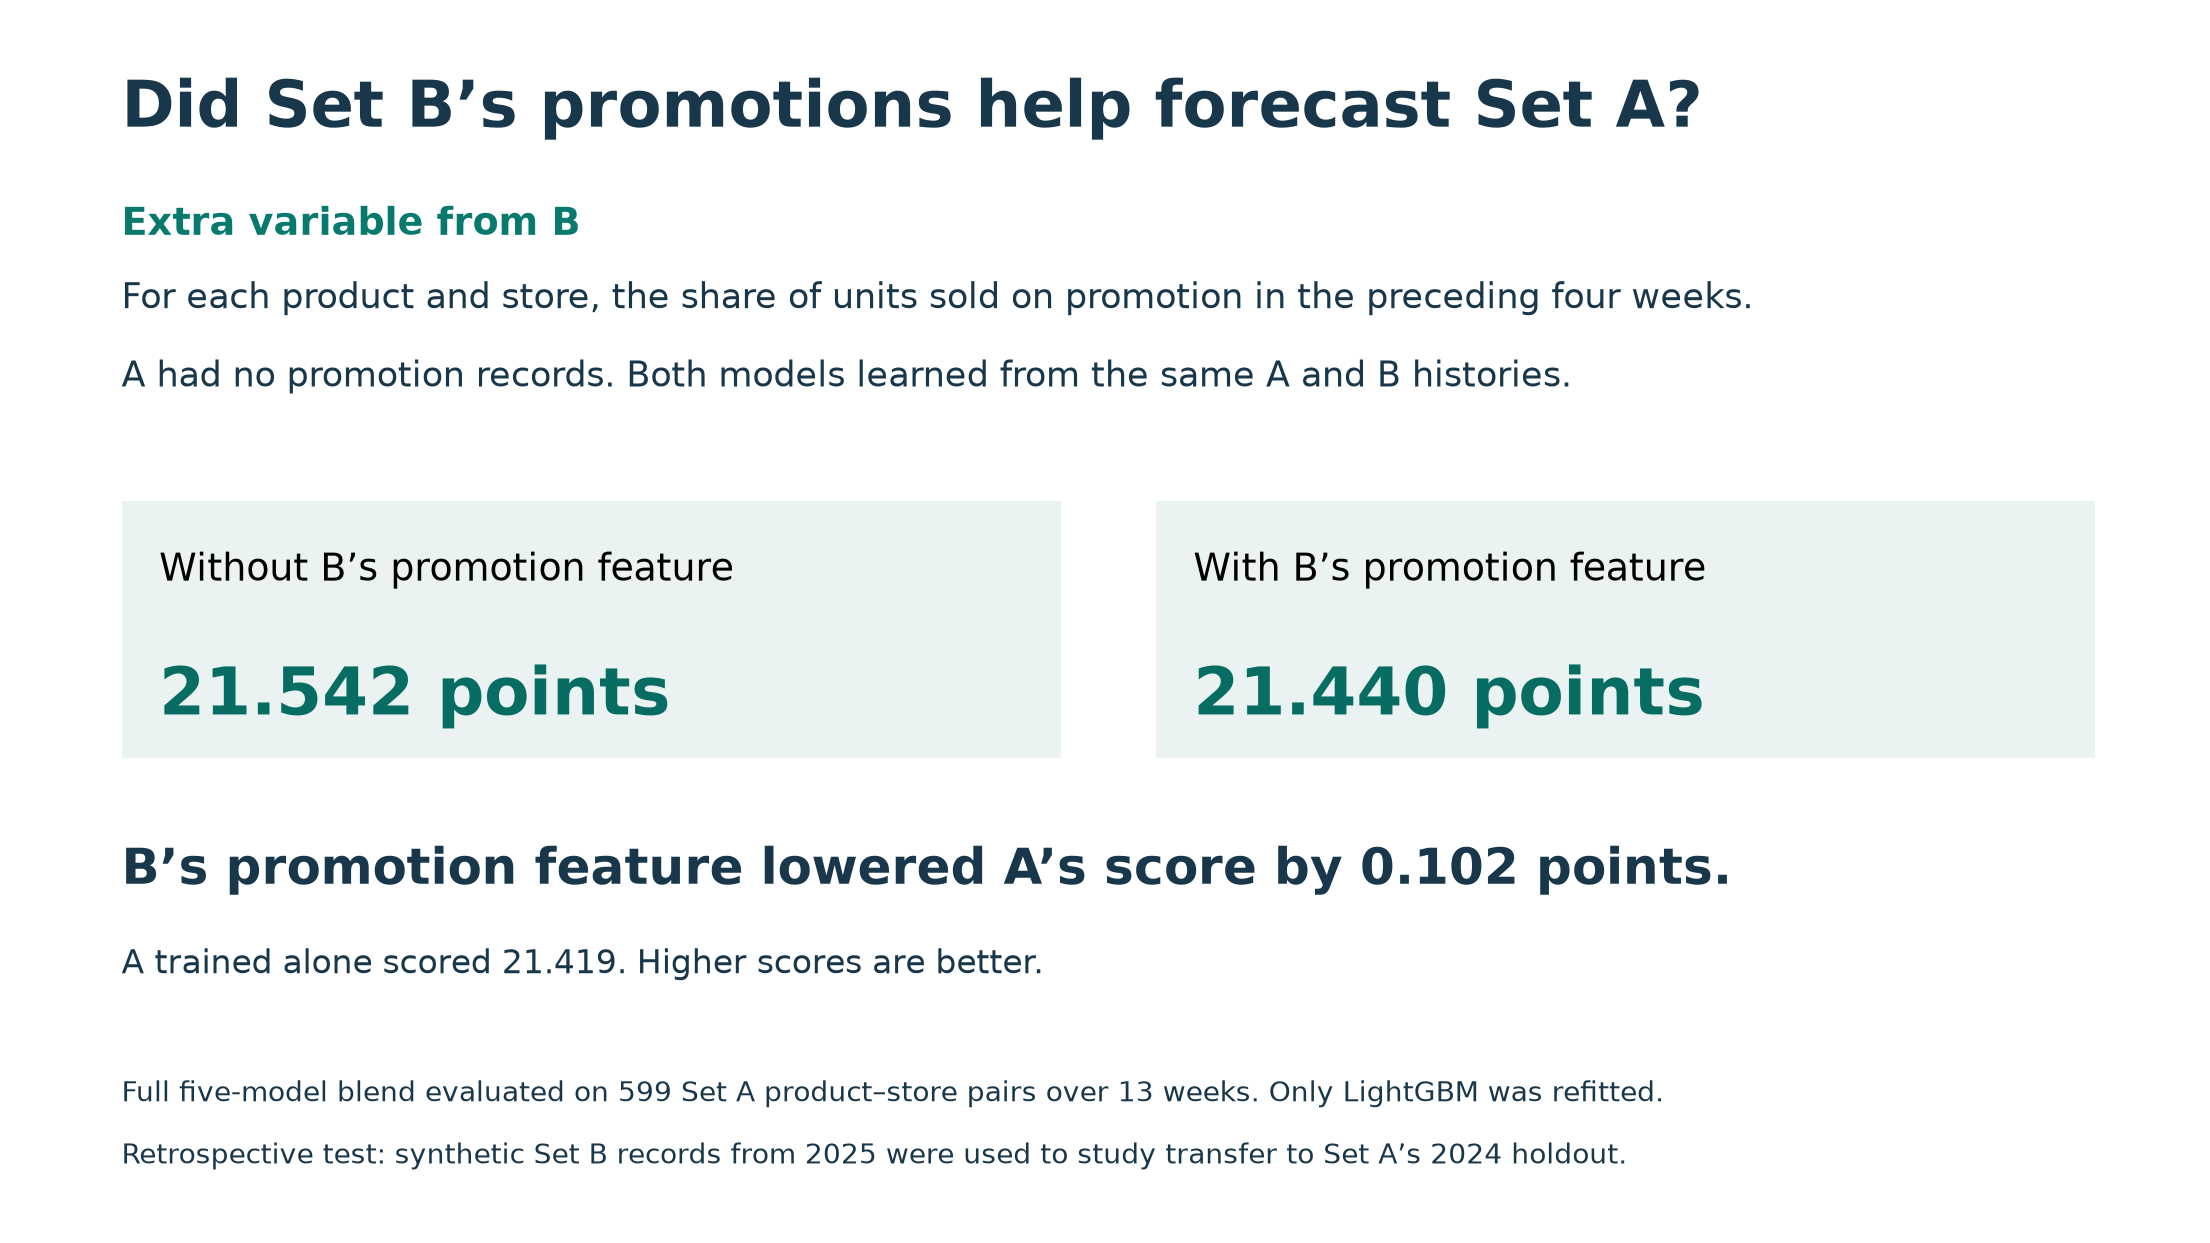 Did Set B’s promotions help forecast Set A?
Extra variable from B
For each product and store, the share of units sold on promotion in the preceding four weeks.
A had no promotion records. Both models learned from the same A and B histories.
Without B’s promotion feature
21.542 points
With B’s promotion feature
21.440 points
B’s promotion feature lowered A’s score by 0.102 points.
A trained alone scored 21.419. Higher scores are better.
Full five-model blend evaluated on 599 Set A product–store pairs over 13 weeks. Only LightGBM was refitted.
Retrospective test: synthetic Set B records from 2025 were used to study transfer to Set A’s 2024 holdout.